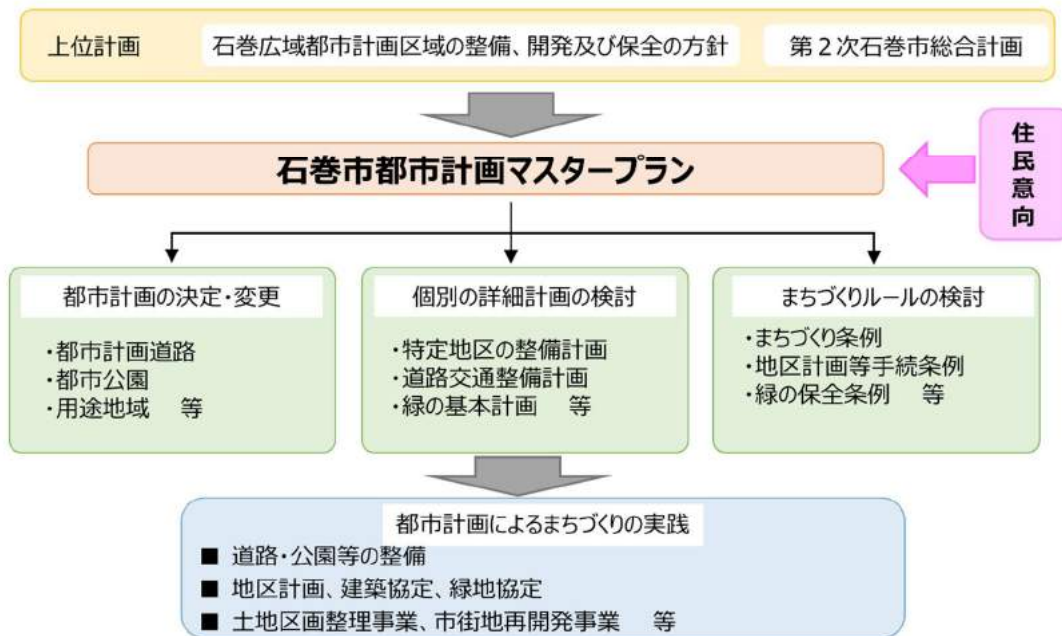 上位計画
石巻広域都市計画区域の整備、開発及び保全の方針
第2次石巻市総合計画
石巻市都市計画マスタープラン
住民意向
都市計画の決定・変更
・都市計画道路
・都市公園
・用途地域　等
個別の詳細計画の検討
・特定地区の整備計画
・道路交通整備計画
・緑の基本計画　等
まちづくりルールの検討
・まちづくり条例
・地区計画等手続条例
・緑の保全条例　等
都市計画によるまちづくりの実践
■ 道路・公園等の整備
■ 地区計画、建築協定、緑地協定
■ 土地区画整理事業、市街地再開発事業　等